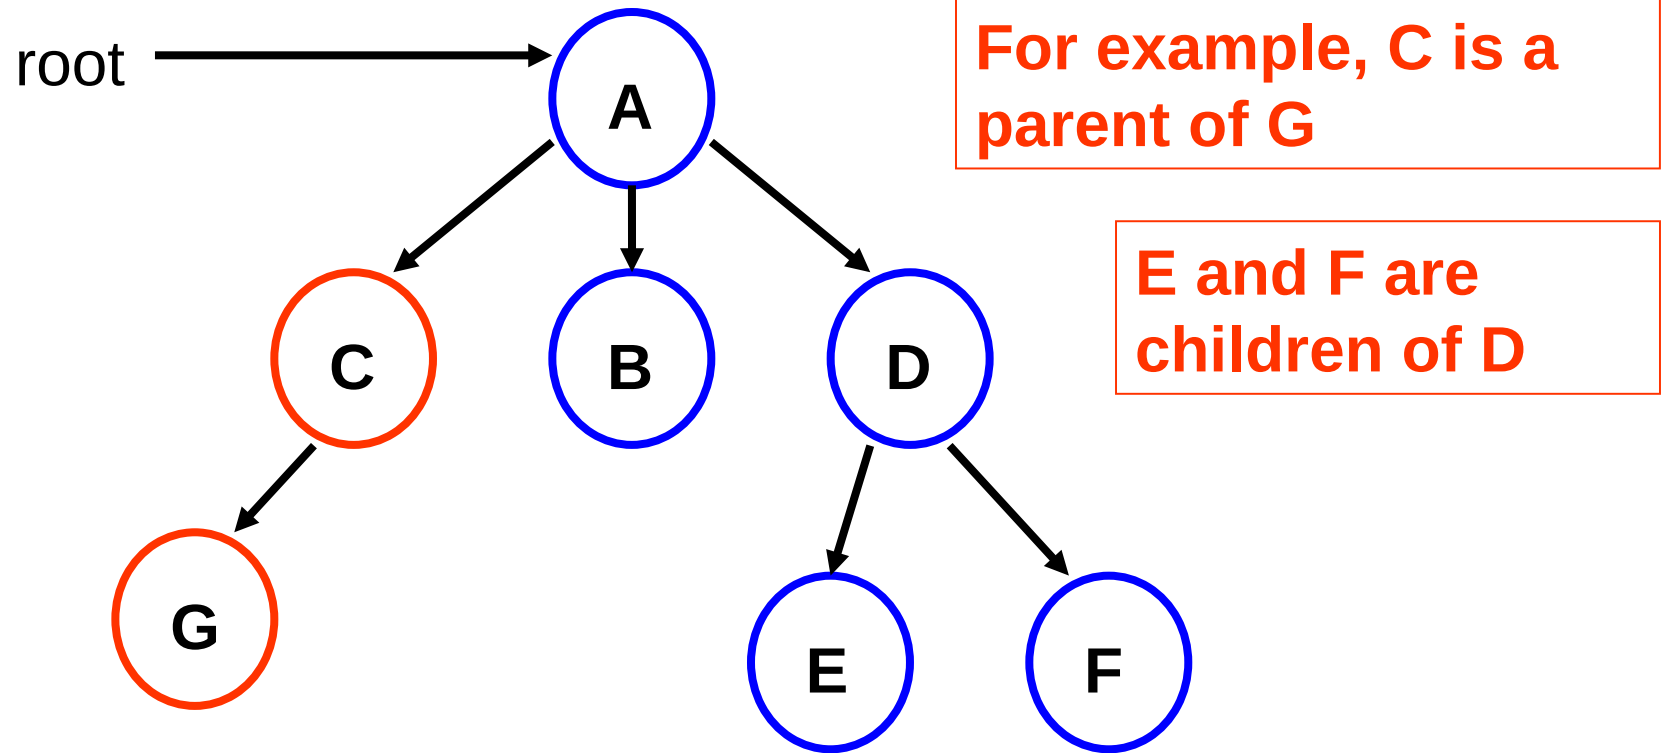 root
A
For example, C is a
parent of G
E and F are
children of D
C
B
D
G
E
F